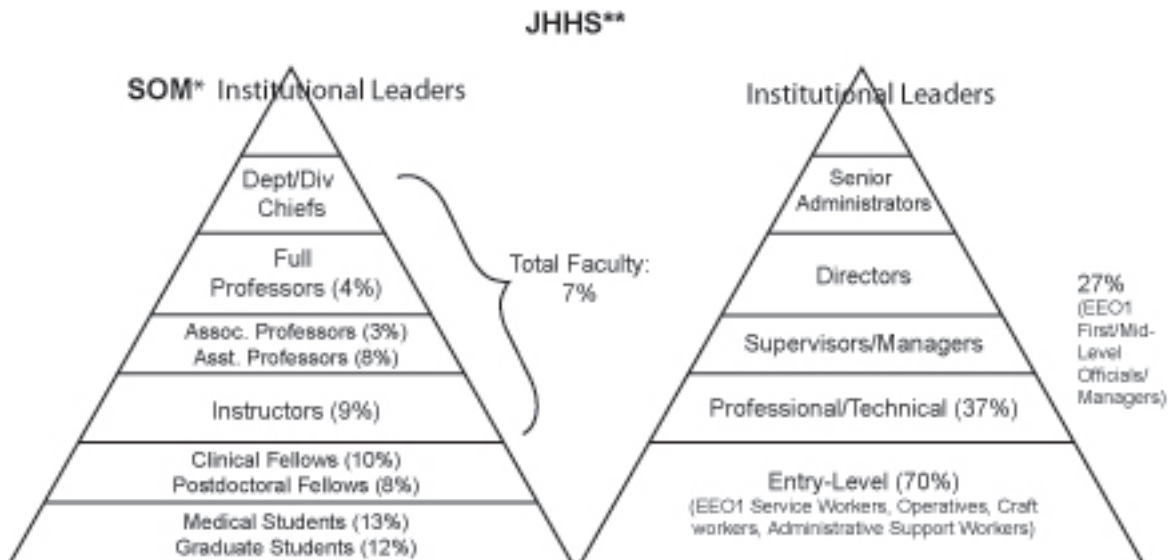 JHHS**
SOM* Institutional Leaders
Dept/Div
Chiefs
Full
Professors (4%)
Assoc. Professors (3%)
Asst. Professors (8%)
Instructors (9%)
Clinical Fellows (10%)
Postdoctoral Fellows (8%)
Medical Students (13%)
Graduate Students (12%)
Total Faculty:
7%
Institutional Leaders
Senior
Administrators
Directors
Supervisors/Managers
Professional/Technical (37%)
Entry-Level (70%)
(EEO1 Service Workers, Operatives, Craft
workers, Administrative Support Workers)
27%
(EEO1
First/Mid-
Level
Officials/
Managers)